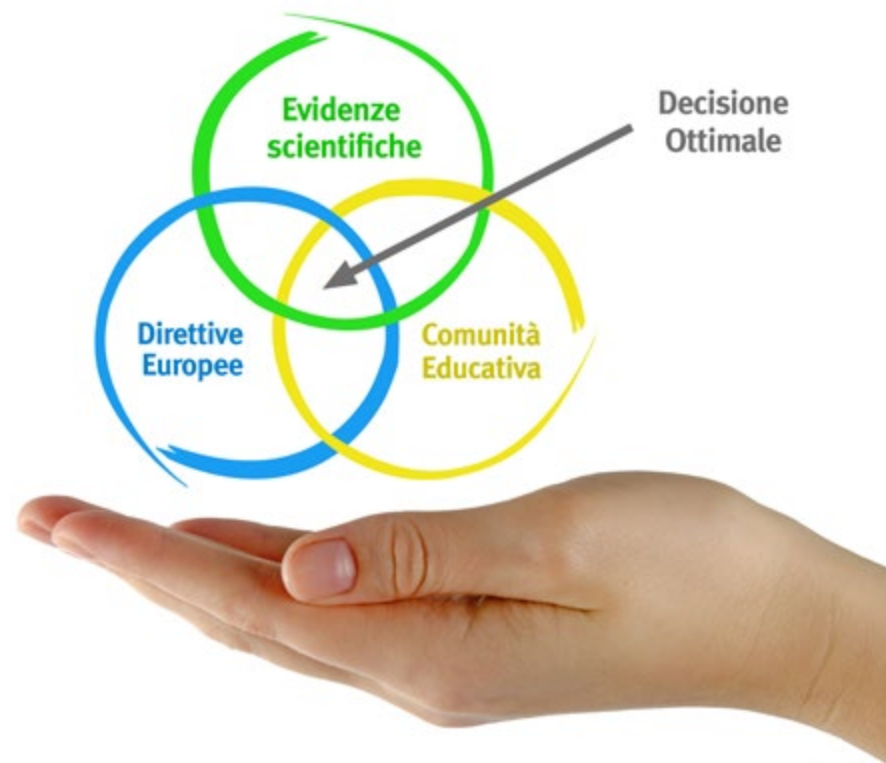 Evidenze
scientifiche
Decisione
Ottimale
Direttive
Europee
Comunità
Educativa